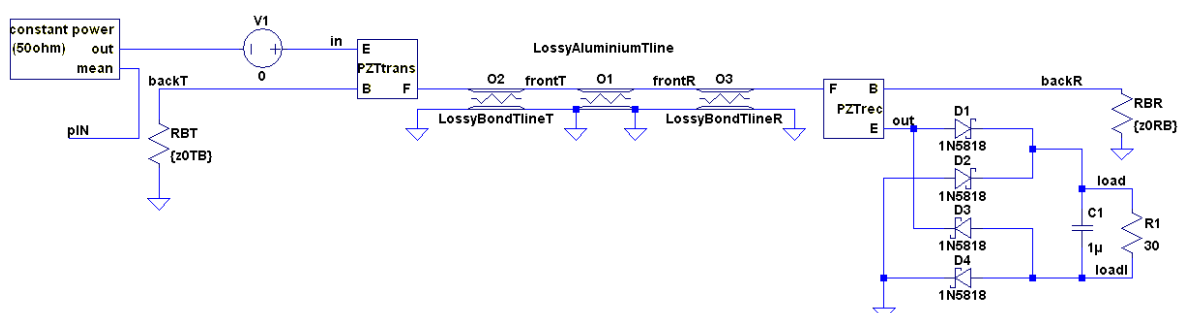 constant power
(50ohm) out
mean
V1
0
in
E
PZTtrans
B F
backT
pIN
RBT
{z0TB}
LossyAluminiumTline
O2
frontT
O1
frontR
O3
LossyBondTlineT
LossyBondTlineR
F B
PZTrec
E
out
backR
RBR
{z0RB}
D1
1N5818
D2
1N5818
D3
1N5818
D4
1N5818
load
C1
1µ
R1
30
loadl